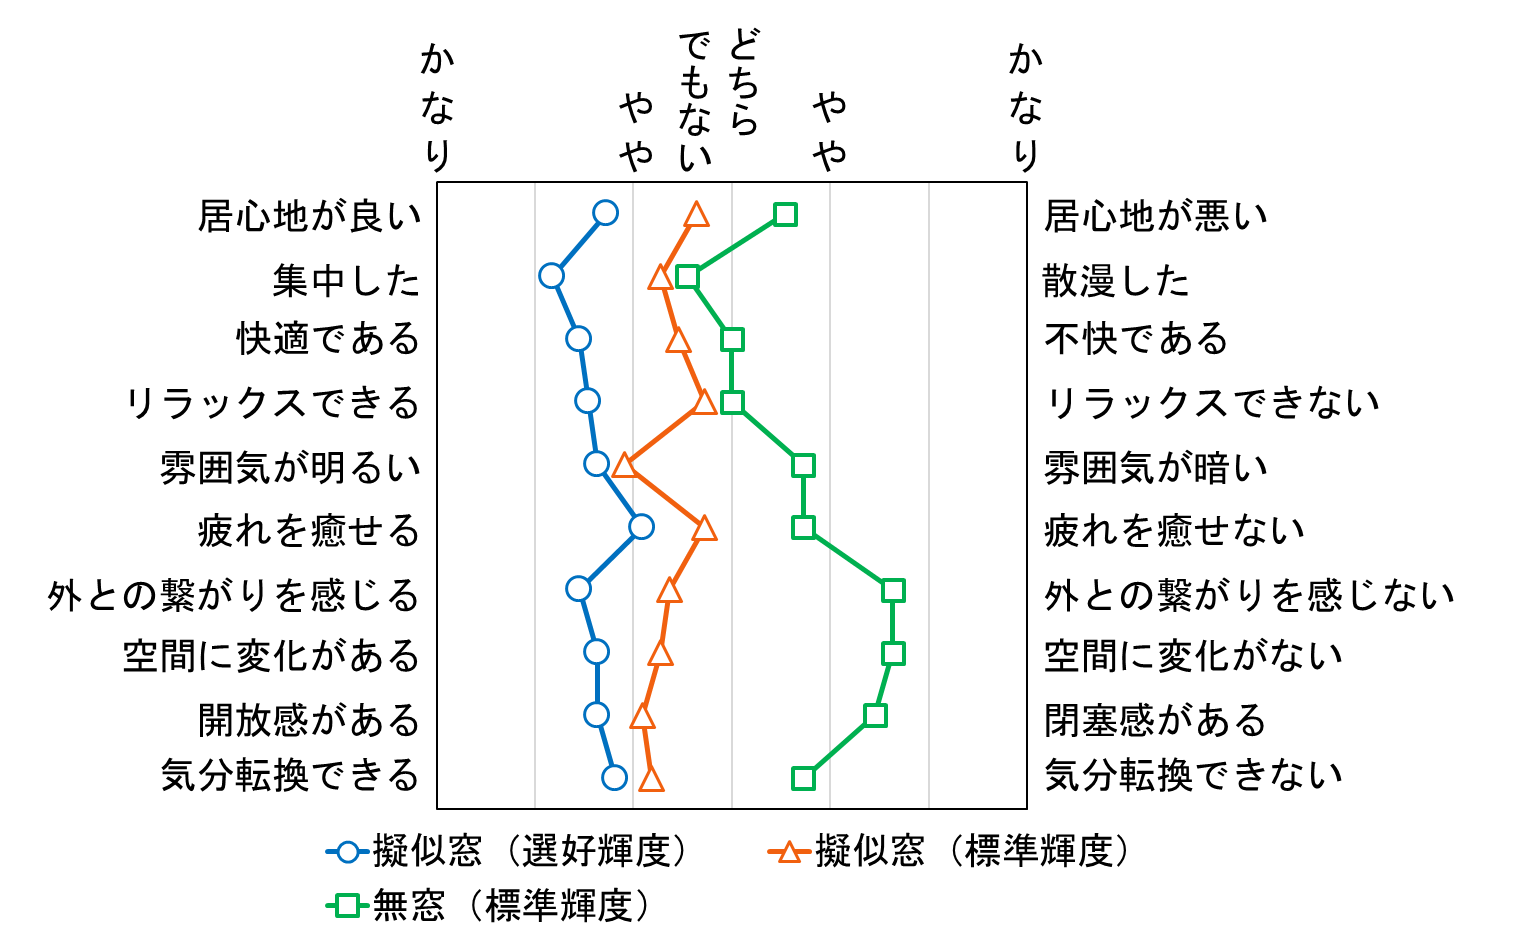 かなり
やや
どちら
でもない
やや
かなり
居心地が良い 居心地が悪い
集中した 散漫した
快適である 不快である
リラックスできる リラックスできない
雰囲気が明るい 雰囲気が暗い
疲れを癒せる 疲れを癒せない
外との繋がりを感じる 外との繋がりを感じない
空間に変化がある 空間に変化がない
開放感がある 閉塞感がある
気分転換できる 気分転換できない
擬似窓（選好輝度） 擬似窓（標準輝度）
無窓（標準輝度）